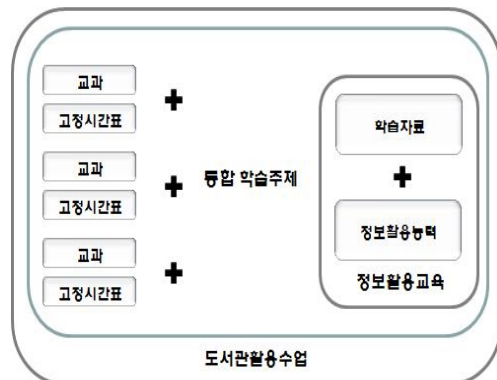 교과
고정시간표
교과
고정시간표
교과
고정시간표
+
+
+
통합 학습주제
학습자료
+
정보활용능력
정보활용교육
도서관활용수업